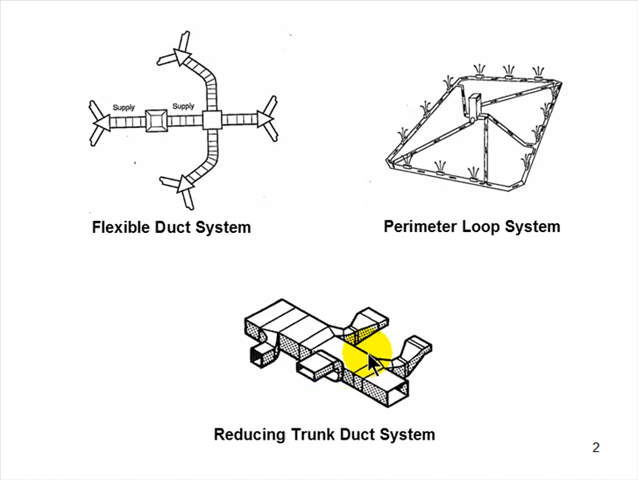 Supply
Supply
Flexible Duct System
Perimeter Loop System
Reducing Trunk Duct System
2